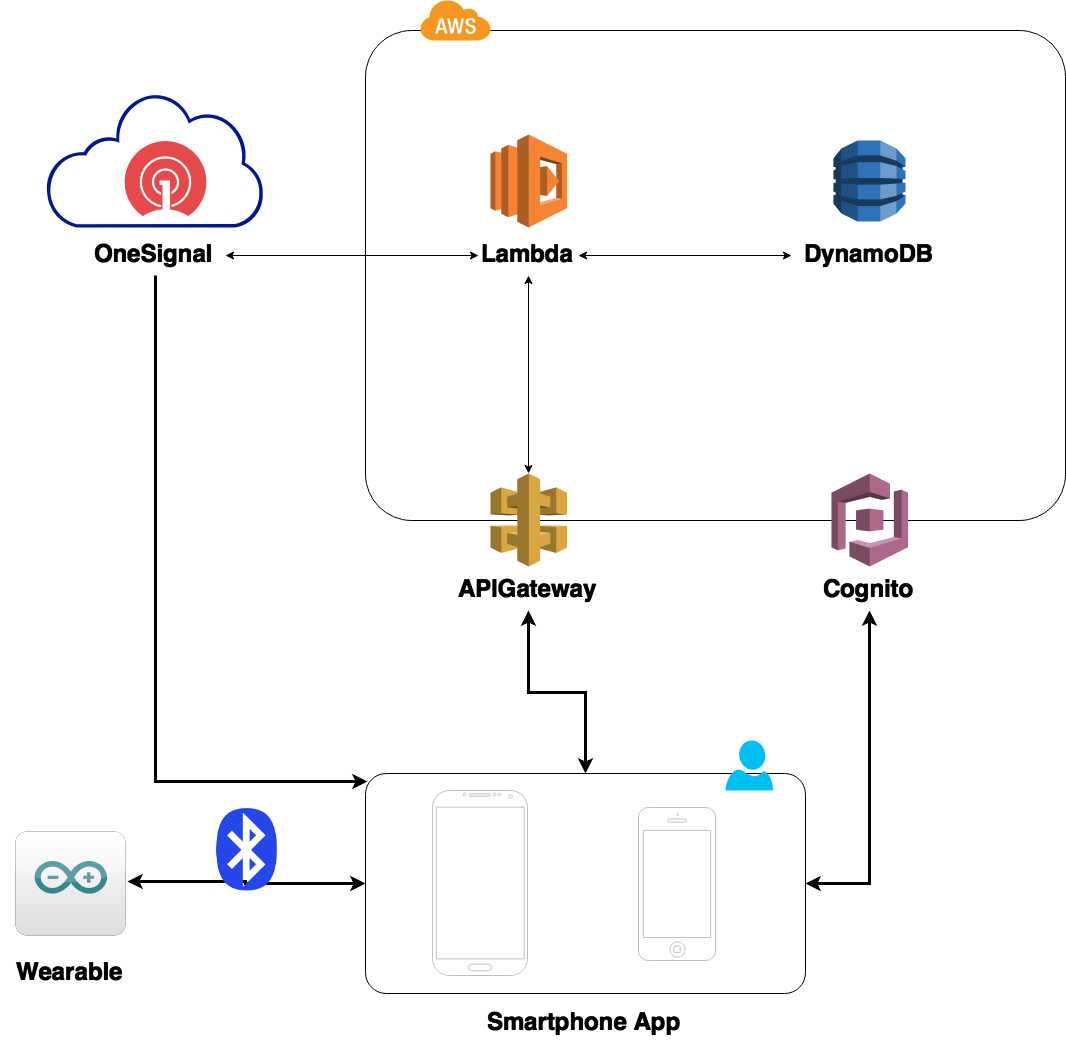 AWS
OneSignal
Lambda
DynamoDB
APIGateway
Cognito
Wearable
Smartphone App